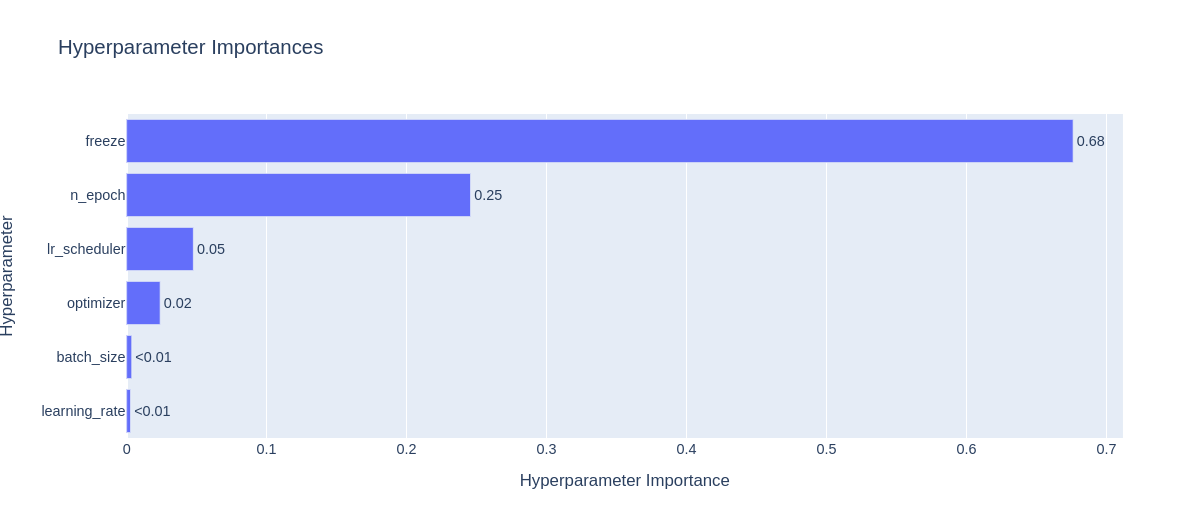 Hyperparameter Importances
freeze 0.68
n_epoch 0.25
lr_scheduler 0.05
optimizer 0.02
batch_size <0.01
learning_rate <0.01
0 0.1 0.2 0.3 0.4 0.5 0.6 0.7
Hyperparameter Importance
Hyperparameter